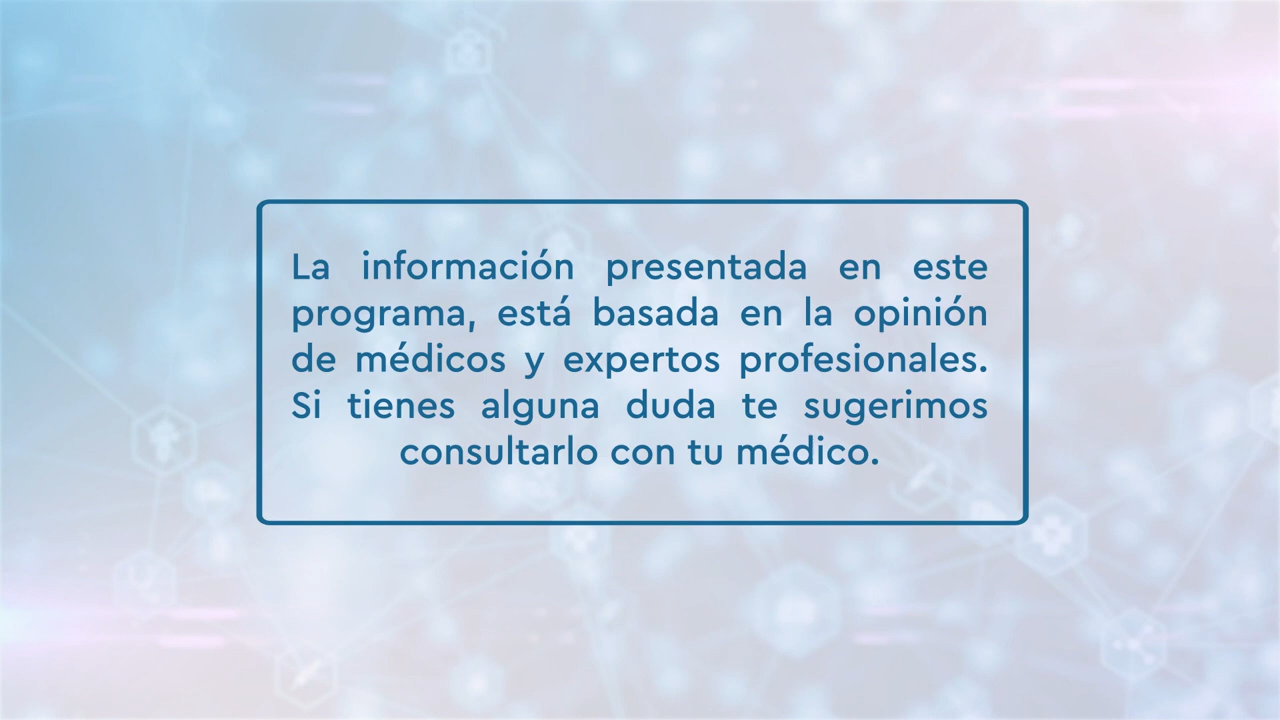 La información presentada en este
programa, está basada en la opinión
de médicos y expertos profesionales.
Si tienes alguna duda te sugerimos
consultarlo con tu médico.